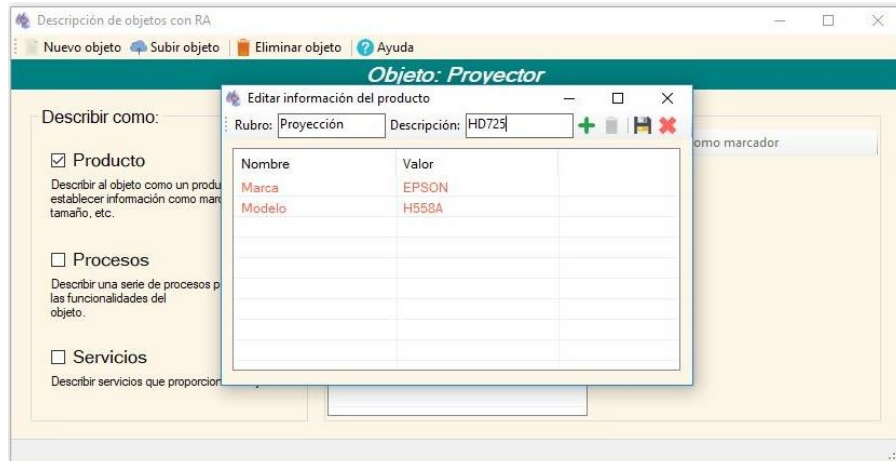 Descripción de objetos con RA
Nuevo objeto Subir objeto Eliminar objeto Ayuda
Objeto: Proyector
Editar información del producto
Rubro: Proyección Descripción: HD725
Nombre Valor
Marca EPSON
Modelo H558A
Describir como:
Producto
Describir al objeto como un produ
establecer información como marc
tamaño, etc.
Procesos
Describir una serie de procesos p
las funcionalidades del
objeto.
Servicios
Describir servicios que proporcion
omo marcador